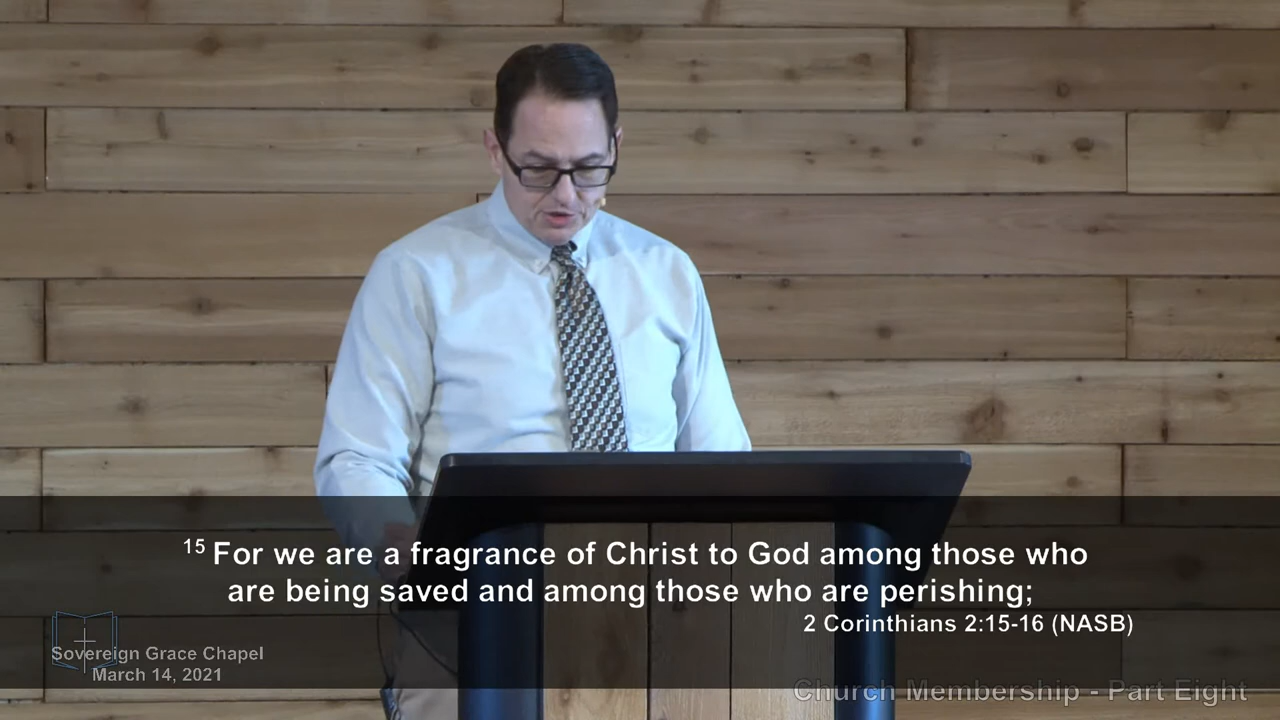 15 For we are a fragrance of Christ to God among those who
are being saved and among those who are perishing;
2 Corinthians 2:15-16 (NASB)
Sovereign Grace Chapel
March 14, 2021
Church Membership - Part Eight